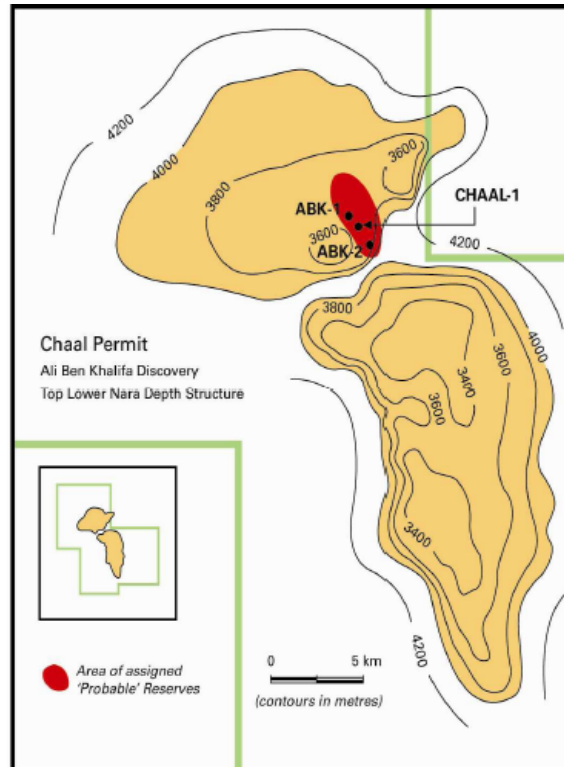 4200
4000
3800
3600
ABK-1
CHAAL-1
3600
ABK-2
4200
Chaal Permit
Ali Ben Khalifa Discovery
Top Lower Nara Depth Structure
3800
4000
3600
3400
3600
3400
4200
Area of assigned
'Probable' Reserves
0 5 km
(contours in metres)